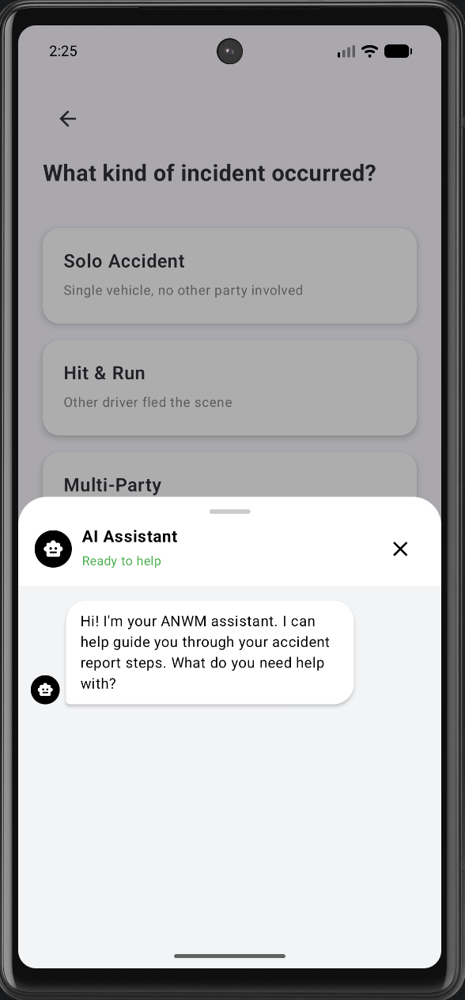 2:25
What kind of incident occurred?
Solo Accident
Single vehicle, no other party involved
Hit & Run
Other driver fled the scene
Multi-Party
AI Assistant
Ready to help
Hi! I'm your ANWM assistant. I can
help guide you through your accident
report steps. What do you need help
with?